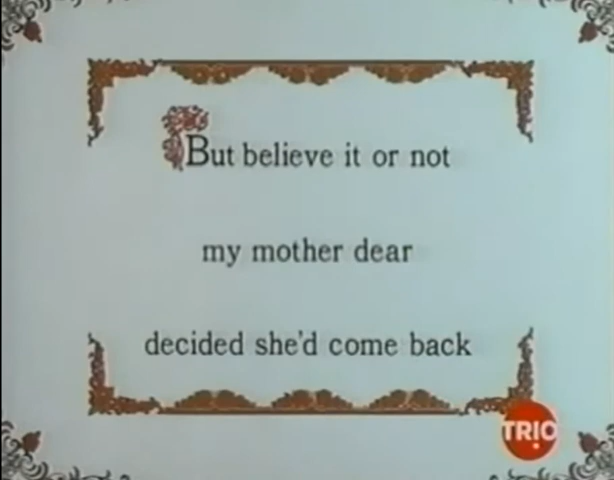 But believe it or not
my mother dear
decided she'd come back
TRIO